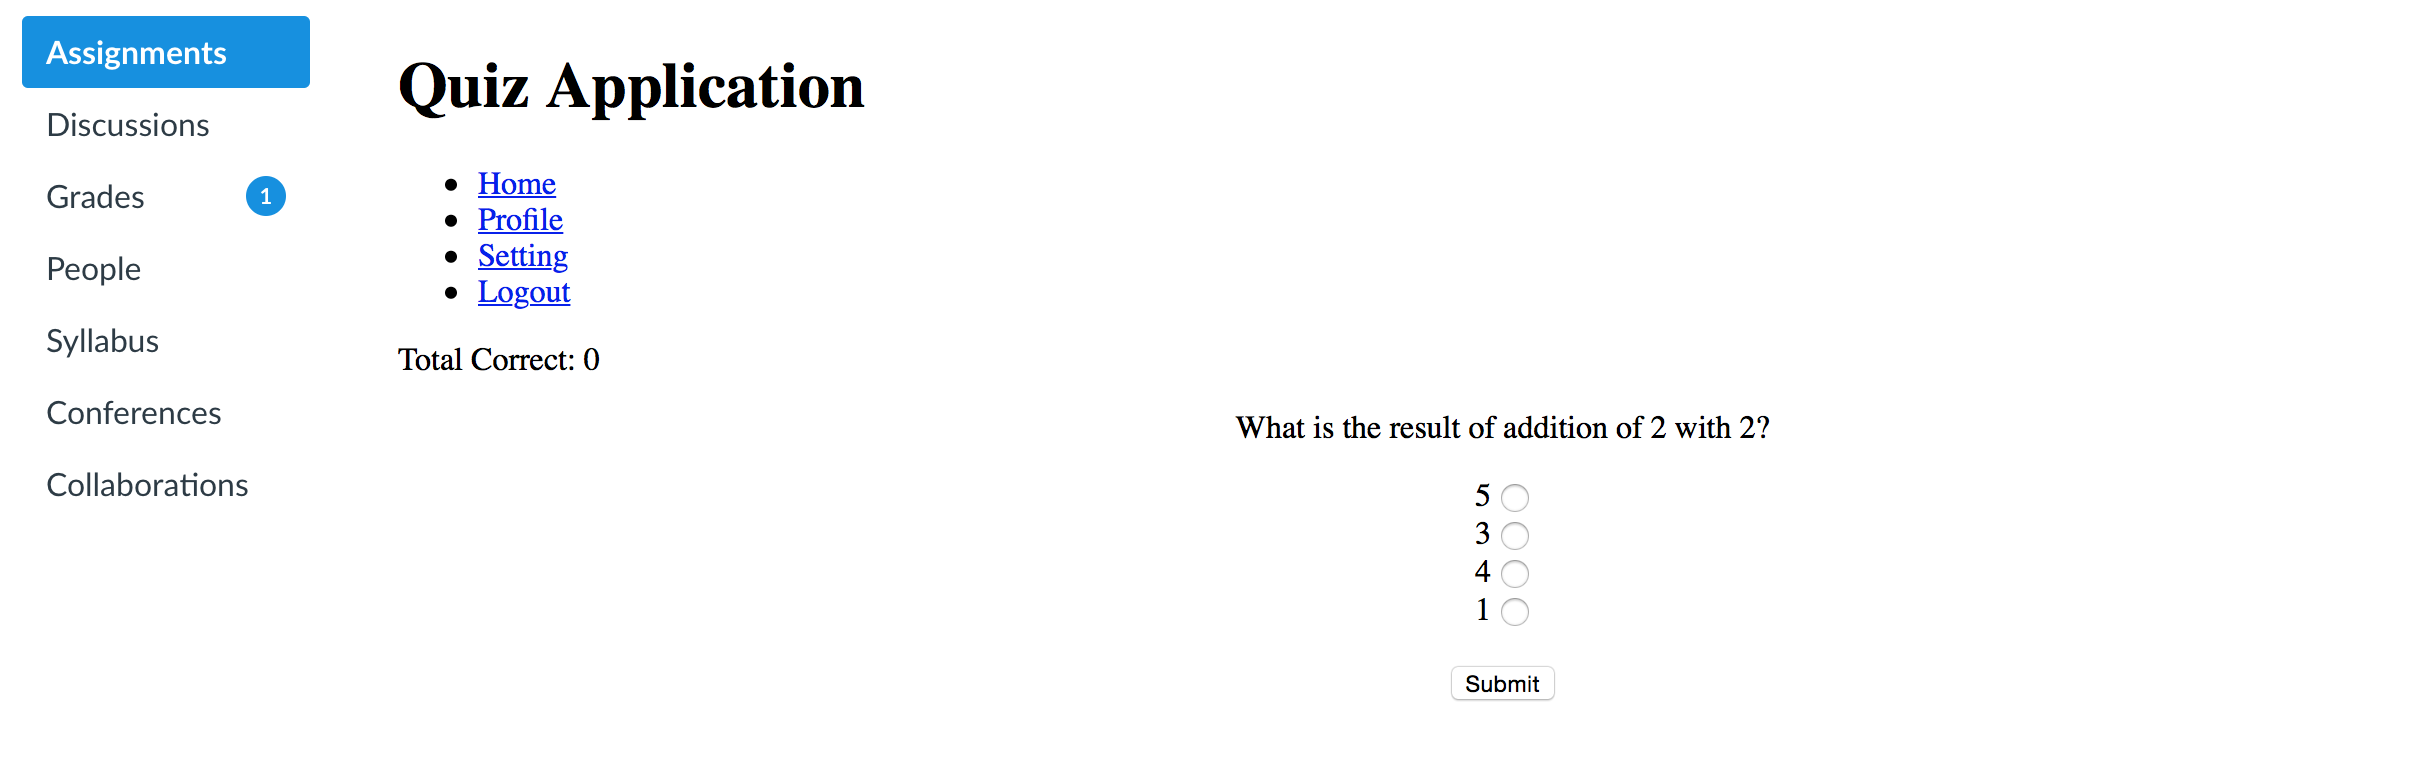 Assignments
Discussions
Grades 1
People
Syllabus
Conferences
Collaborations
Quiz Application
Home
Profile
Setting
Logout
Total Correct: 0
What is the result of addition of 2 with 2?
5
3
4
1
Submit